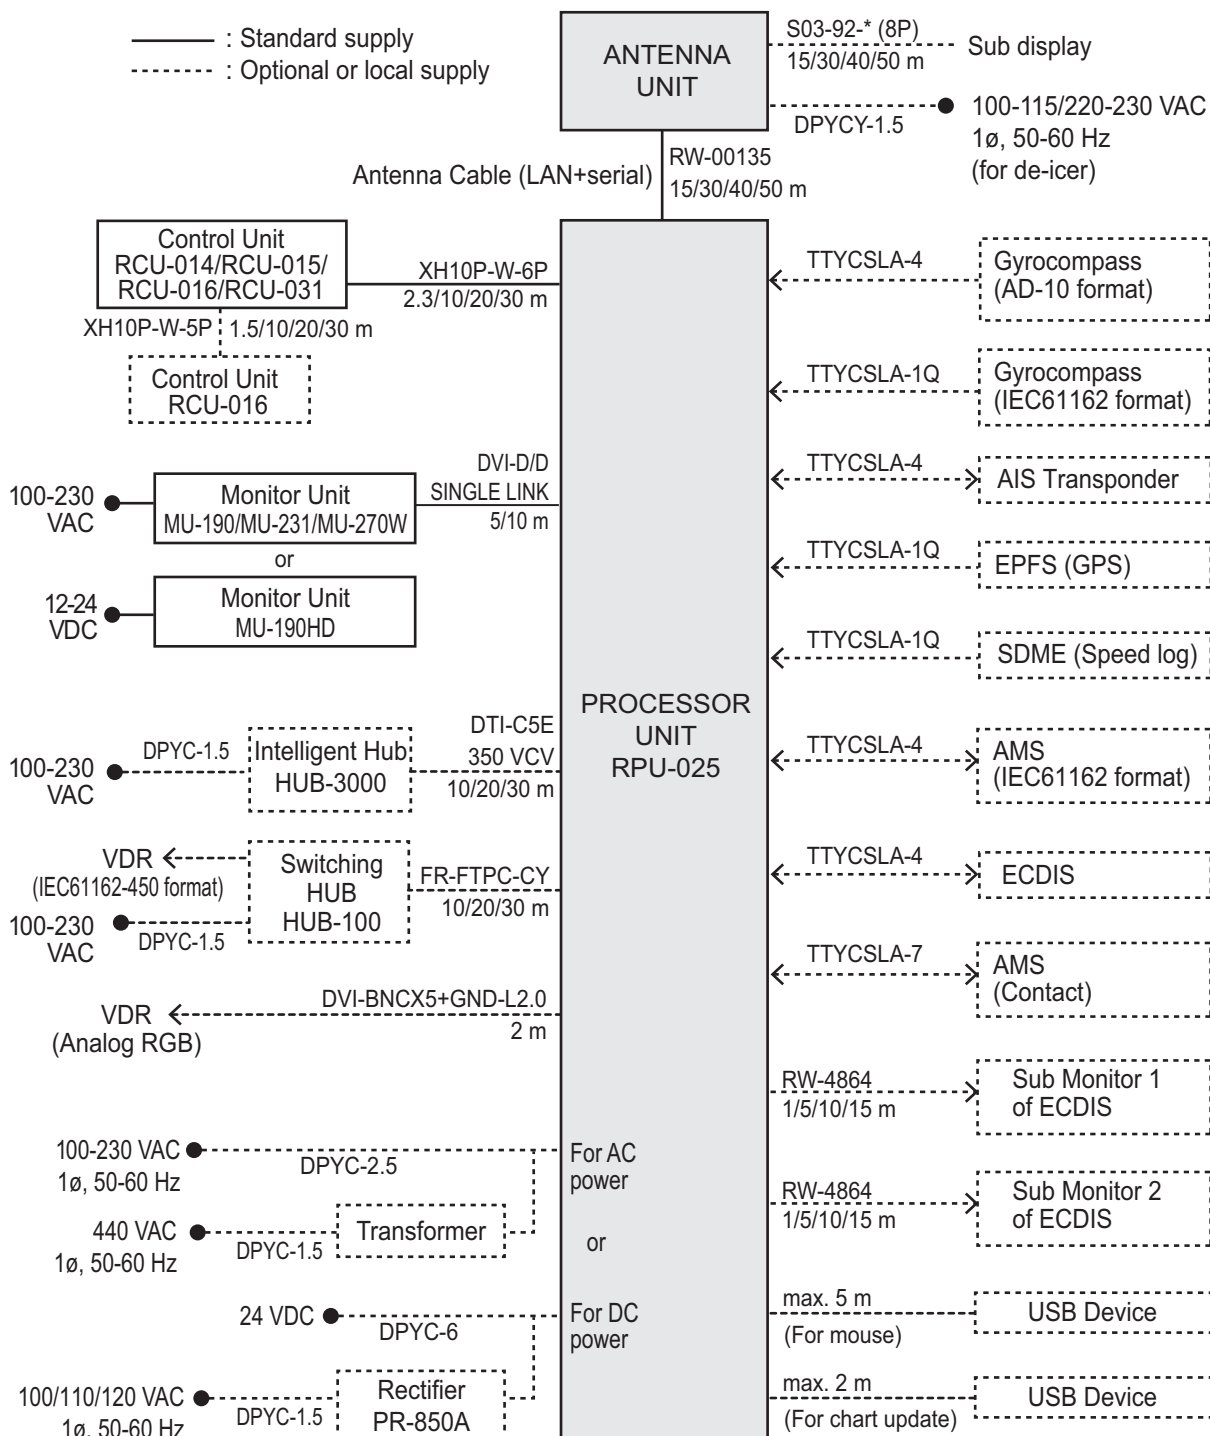 : Standard supply
: Optional or local supply
ANTENNA
UNIT
S03-92-* (8P)
15/30/40/50 m
Sub display
DPYCY-1.5
100-115/220-230 VAC
1ø, 50-60 Hz
(for de-icer)
Antenna Cable (LAN+serial)
RW-00135
15/30/40/50 m
Control Unit
RCU-014/RCU-015/
RCU-016/RCU-031
XH10P-W-6P
2.3/10/20/30 m
XH10P-W-5P
1.5/10/20/30 m
Control Unit
RCU-016
100-230
VAC
Monitor Unit
MU-190/MU-231/MU-270W
DVI-D/D
SINGLE LINK
5/10 m
or
12-24
VDC
Monitor Unit
MU-190HD
PROCESSOR
UNIT
RPU-025
100-230
VAC
DPYC-1.5
Intelligent Hub
HUB-3000
DTI-C5E
350 VCV
10/20/30 m
VDR
(IEC61162-450 format)
100-230
VAC
DPYC-1.5
Switching
HUB
HUB-100
FR-FTPC-CY
10/20/30 m
VDR
(Analog RGB)
DVI-BNCX5+GND-L2.0
2 m
100-230 VAC
1ø, 50-60 Hz
DPYC-2.5
For AC
power
440 VAC
1ø, 50-60 Hz
DPYC-1.5
Transformer
or
24 VDC
DPYC-6
For DC
power
100/110/120 VAC
1ø, 50-60 Hz
DPYC-1.5
Rectifier
PR-850A
TTYCSLA-4
Gyrocompass
(AD-10 format)
TTYCSLA-1Q
Gyrocompass
(IEC61162 format)
TTYCSLA-4
AIS Transponder
TTYCSLA-1Q
EPFS (GPS)
TTYCSLA-1Q
SDME (Speed log)
TTYCSLA-4
AMS
(IEC61162 format)
TTYCSLA-4
ECDIS
TTYCSLA-7
AMS
(Contact)
RW-4864
1/5/10/15 m
Sub Monitor 1
of ECDIS
RW-4864
1/5/10/15 m
Sub Monitor 2
of ECDIS
max. 5 m
(For mouse)
USB Device
max. 2 m
(For chart update)
USB Device